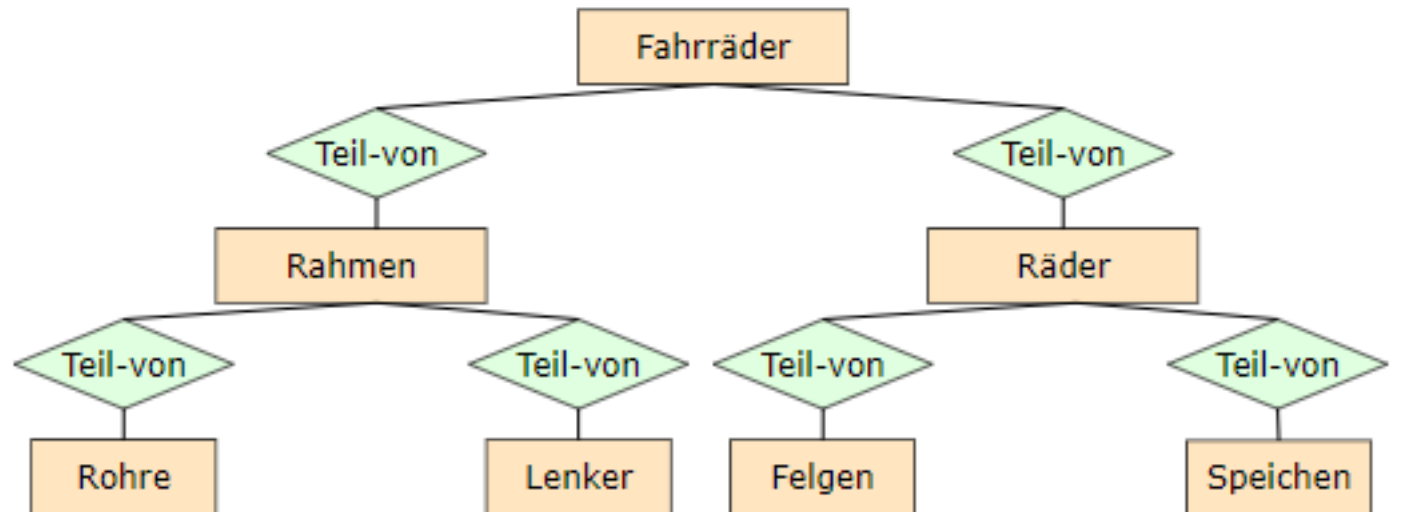 Fahrräder
Teil-von
Teil-von
Rahmen
Räder
Teil-von
Teil-von
Teil-von
Teil-von
Rohre
Lenker
Felgen
Speichen